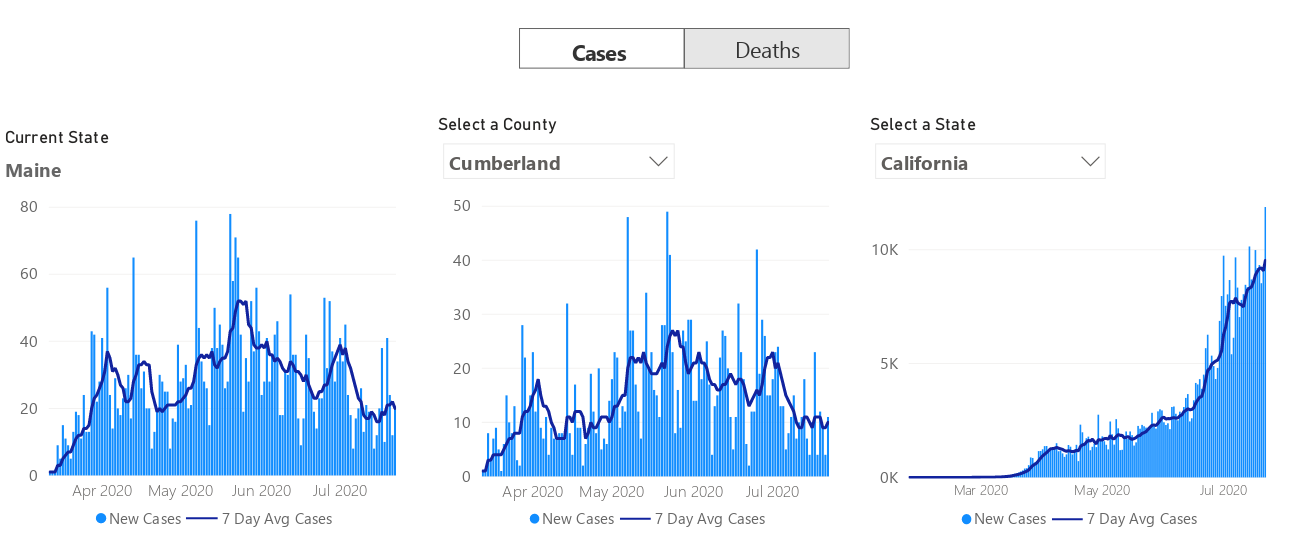 Cases
Deaths
Current State
Maine
80
60
40
20
0
Apr 2020 May 2020 Jun 2020 Jul 2020
New Cases 7 Day Avg Cases
Select a County
Cumberland
50
40
30
20
10
0
Apr 2020 May 2020 Jun 2020 Jul 2020
New Cases 7 Day Avg Cases
Select a State
California
10K
5K
0K
Mar 2020 May 2020 Jul 2020
New Cases 7 Day Avg Cases